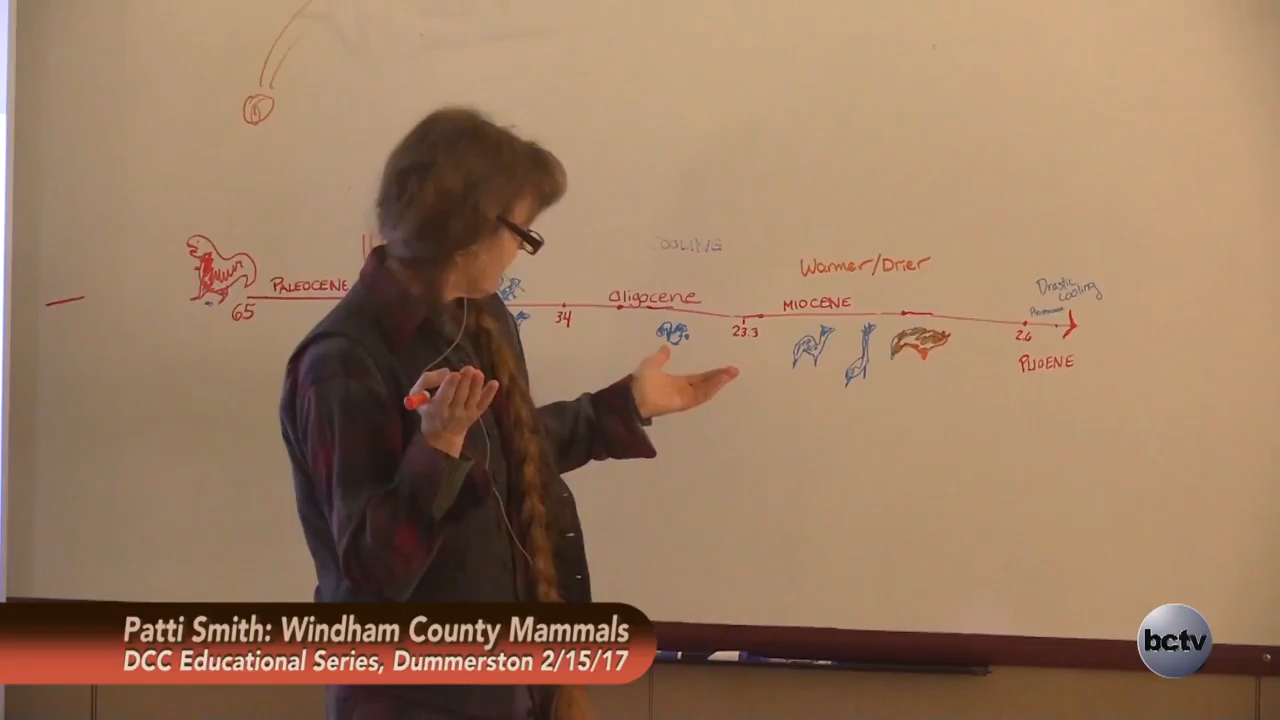 COOLING
Warmer/Drier
Drastic
cooling
PALEOCENE
Oligocene
MIOCENE
65
34
23.3
2.6
PLIOENE
Patti Smith: Windham County Mammals
DCC Educational Series, Dummerston 2/15/17
bctv